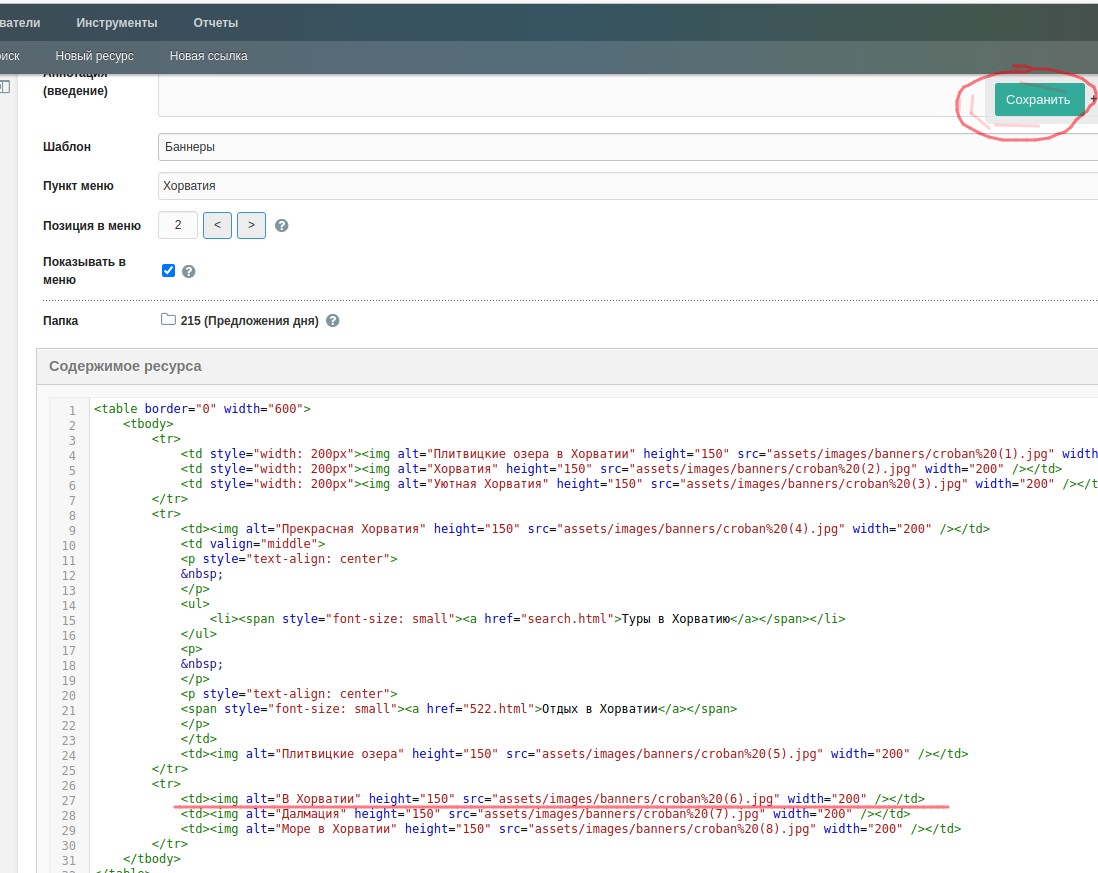 ватели Инструменты Отчеты
оиск Новый ресурс Новая ссылка
Аннотация
(введение)
Сохранить +
Шаблон Баннеры
Пункт меню Хорватия
Позиция в меню 2 < > ?
Показывать в
меню ?
Папка 215 (Предложения дня) ?
Содержимое ресурса
1 <table border="0" width="600">
2 <tbody>
3 <tr>
4 <td style="width: 200px"><img alt="Плитвицкие озера в Хорватии" height="150" src="assets/images/banners/croban%20(1).jpg" width
5 <td style="width: 200px"><img alt="Хорватия" height="150" src="assets/images/banners/croban%20(2).jpg" width="200" /></td>
6 <td style="width: 200px"><img alt="Уютная Хорватия" height="150" src="assets/images/banners/croban%20(3).jpg" width="200" /></t
7 </tr>
8 <tr>
9 <td><img alt="Прекрасная Хорватия" height="150" src="assets/images/banners/croban%20(4).jpg" width="200" /></td>
10 <td valign="middle">
11 <p style="text-align: center">
12 &nbsp;
13 </p>
14 <ul>
15 <li><span style="font-size: small"><a href="search.html">Туры в Хорватию</a></span></li>
16 </ul>
17 <p>
18 &nbsp;
19 </p>
20 <p style="text-align: center">
21 <span style="font-size: small"><a href="522.html">Отдых в Хорватии</a></span>
22 </p>
23 </td>
24 <td><img alt="Плитвицкие озера" height="150" src="assets/images/banners/croban%20(5).jpg" width="200" /></td>
25 </tr>
26 <tr>
27 <td><img alt="В Хорватии" height="150" src="assets/images/banners/croban%20(6).jpg" width="200" /></td>
28 <td><img alt="Далмация" height="150" src="assets/images/banners/croban%20(7).jpg" width="200" /></td>
29 <td><img alt="Море в Хорватии" height="150" src="assets/images/banners/croban%20(8).jpg" width="200" /></td>
30 </tr>
31 </tbody>
32 </table>